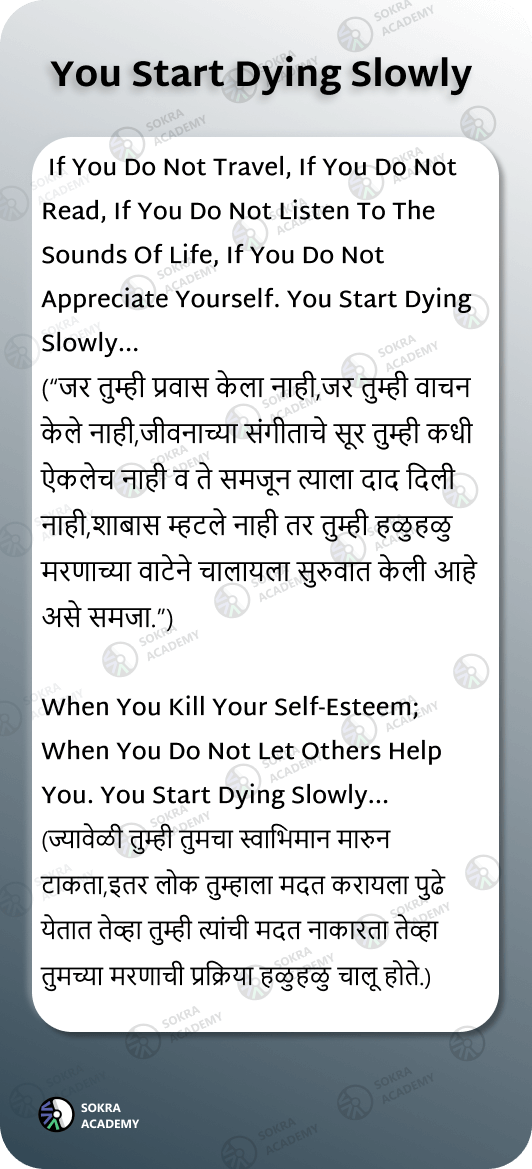 You Start Dying Slowly
If You Do Not Travel, If You Do Not
Read, If You Do Not Listen To The
Sounds Of Life, If You Do Not
Appreciate Yourself. You Start Dying
Slowly...
(“जर तुम्ही प्रवास केला नाही,जर तुम्ही वाचन
केले नाही,जीवनाच्या संगीताचे सूर तुम्ही कधी
ऐकलेच नाही व ते समजून त्याला दाद दिली
नाही,शाबास म्हटले नाही तर तुम्ही हळुहळु
मरणाच्या वाटेने चालायला सुरुवात केली आहे
असे समजा.”)
When You Kill Your Self-Esteem;
When You Do Not Let Others Help
You. You Start Dying Slowly...
(ज्यावेळी तुम्ही तुमचा स्वाभिमान मारुन
टाकता,इतर लोक तुम्हाला मदत करायला पुढे
येतात तेव्हा तुम्ही त्यांची मदत नाकारता तेव्हा
तुमच्या मरणाची प्रक्रिया हळुहळु चालू होते.)
SOKRA
ACADEMY